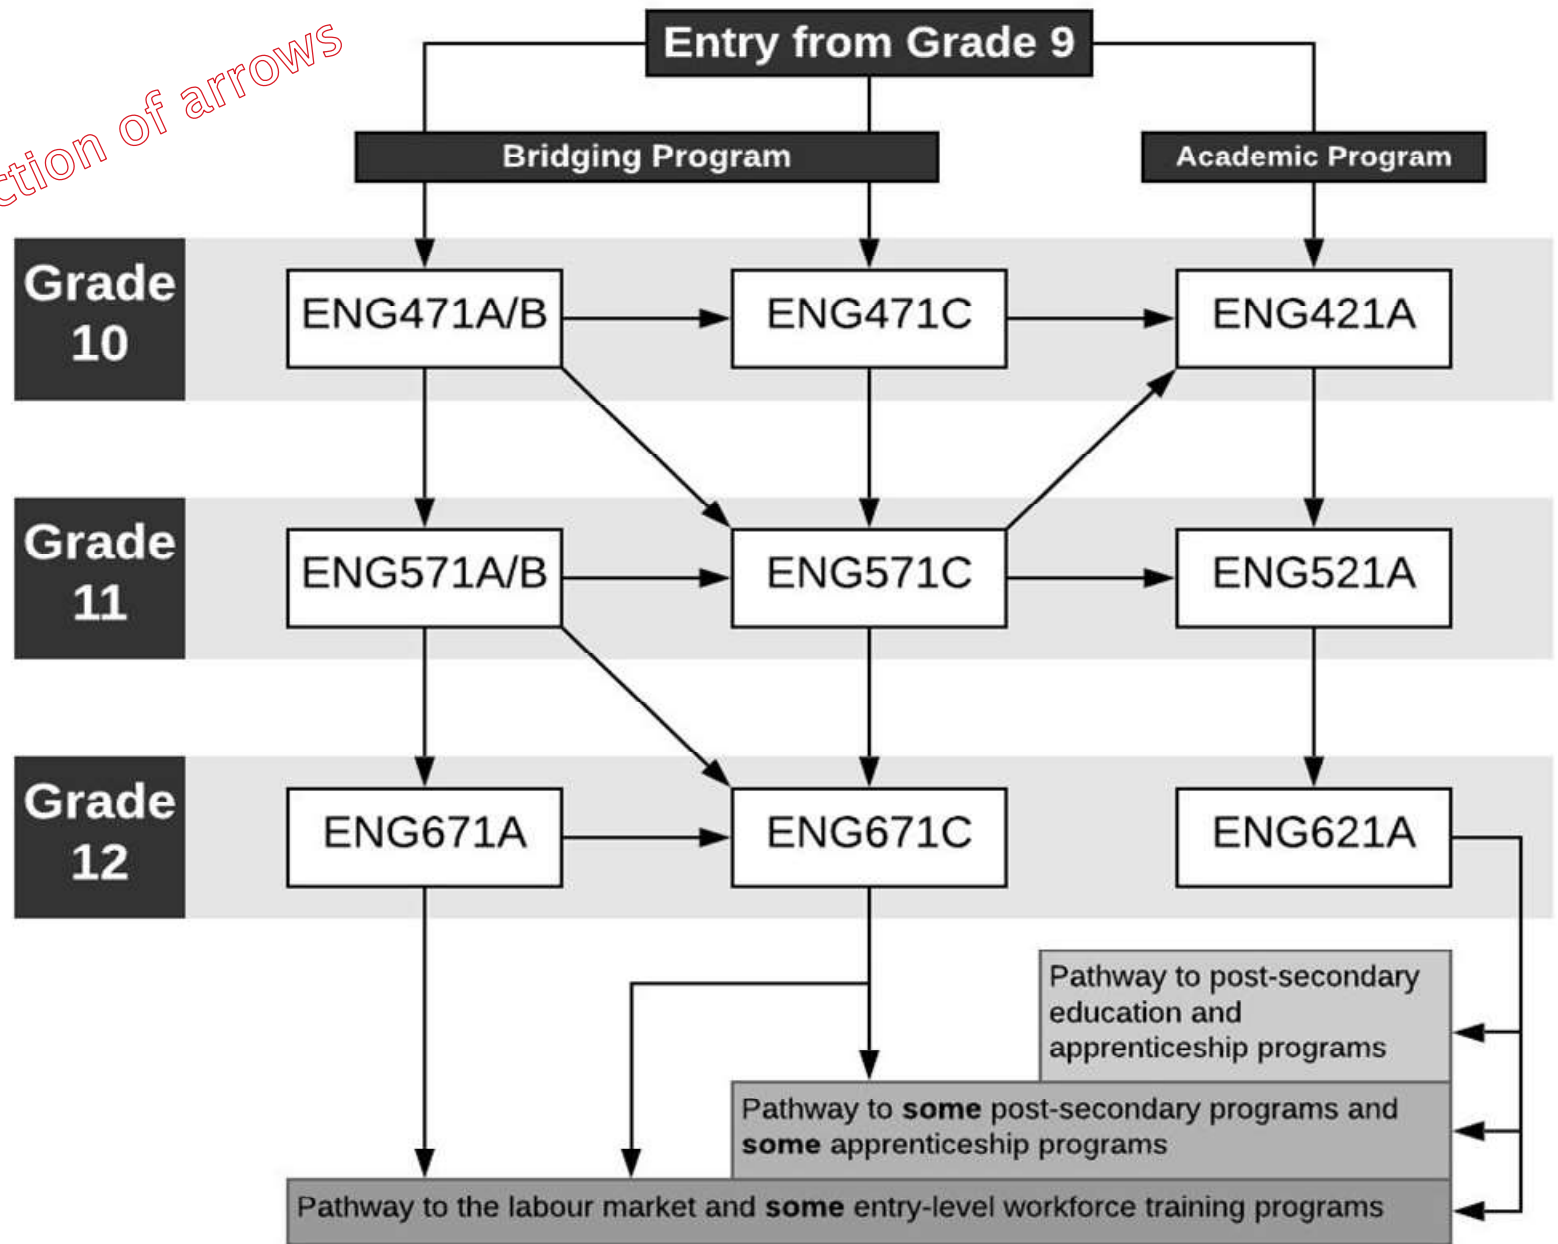 Entry from Grade 9
of arrows
Bridging Program
Academic Program
Grade
10
ENG471A/B
ENG471C
ENG421A
Grade
11
ENG571A/B
ENG571C
ENG521A
Grade
12
ENG671A
ENG671C
ENG621A
Pathway to post-secondary
education and
apprenticeship programs
Pathway to some post-secondary programs and
some apprenticeship programs
Pathway to the labour market and some entry-level workforce training programs